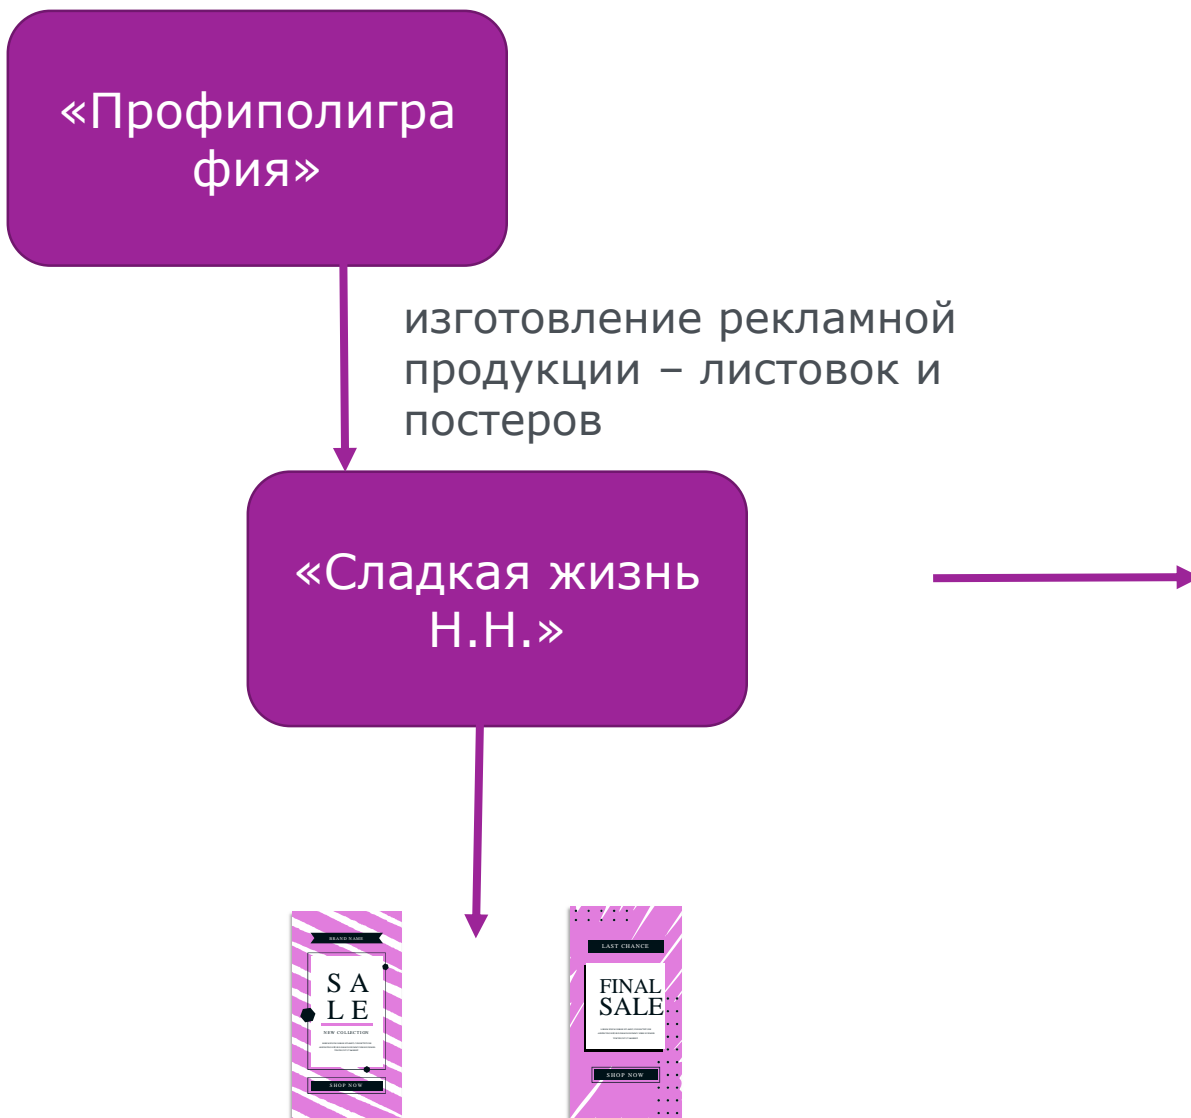 «Профиполигра
фия»
изготовление рекламной
продукции – листовок и
постеров
«Сладкая жизнь
Н.Н.»
BRAND NAME
S A
L E
NEW COLLECTION
SHOP NOW
LAST CHANCE
FINAL
SALE
SHOP NOW